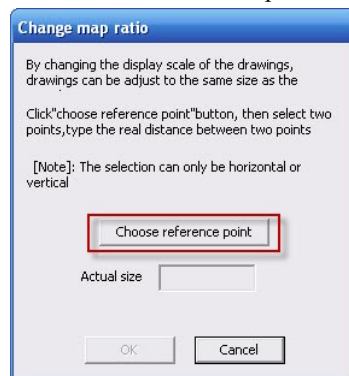 Change map ratio
By changing the display scale of the drawings,
drawings can be adjust to the same size as the
Click"choose reference point"button, then select two
points,type the real distance between two points
[Note]: The selection can only be horizontal or
vertical
Choose reference point
Actual size
OK
Cancel